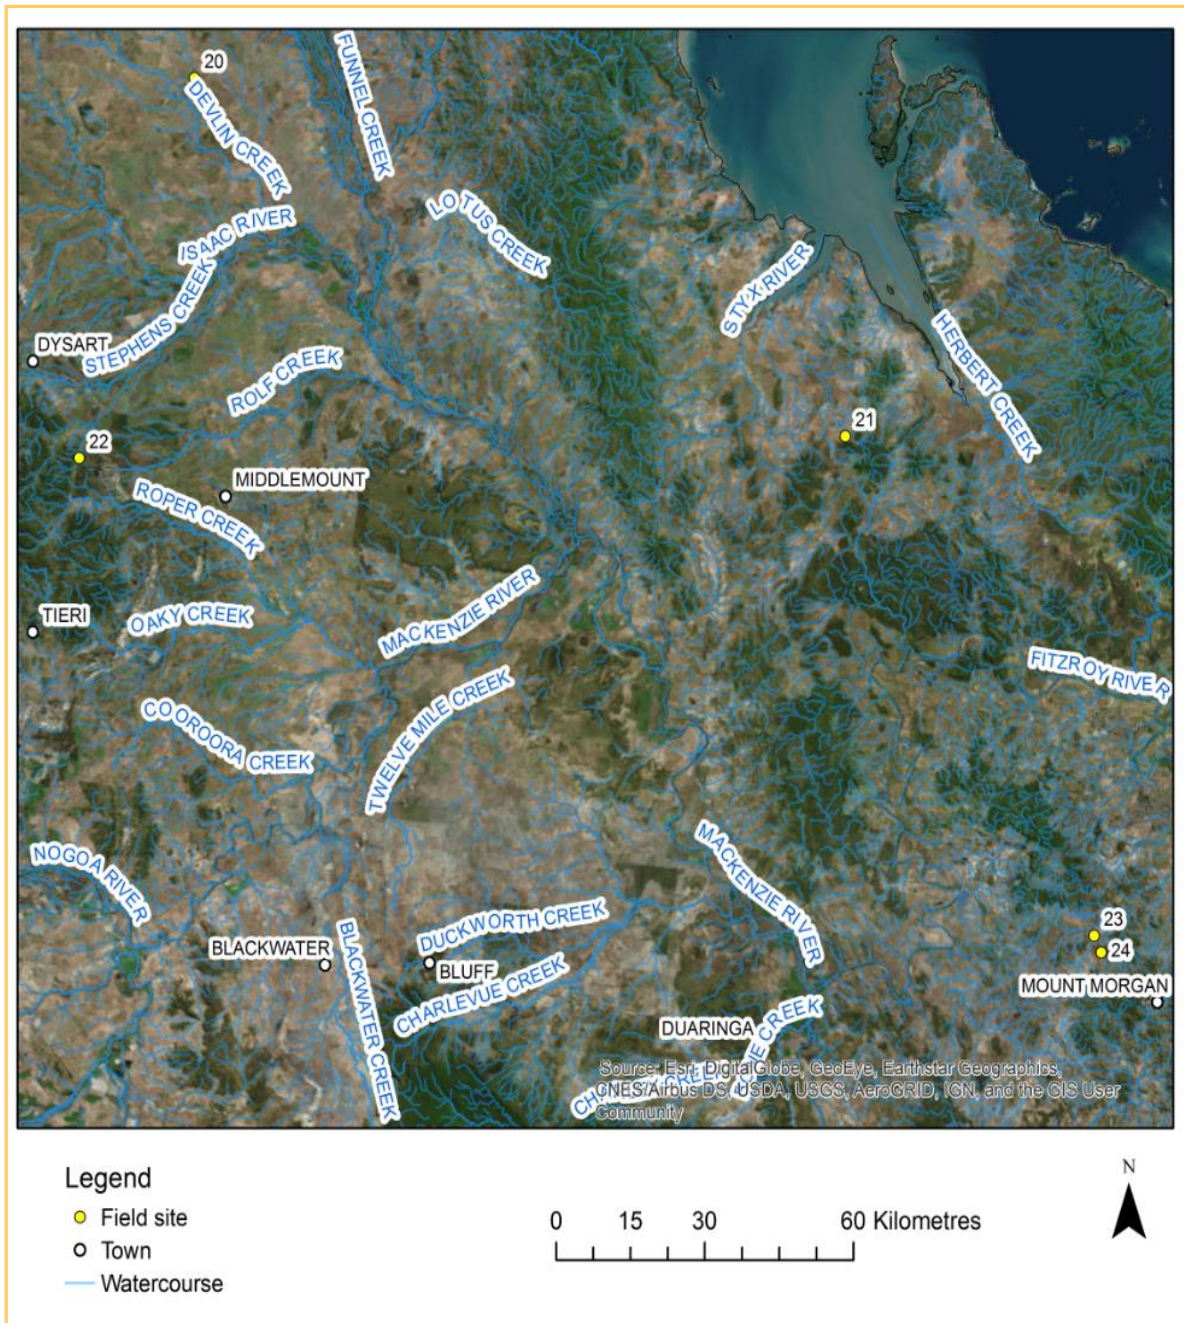 20
FUNNEL CREEK
DEVLIN CREEK
LOTUS CREEK
ISAAC RIVER
STYX RIVER
STEPHENS CREEK
DYSART
HERBERT CREEK
ROLF CREEK
21
22
MIDDLEMOUNT
ROPER CREEK
MACKENZIE RIVER
OAKY CREEK
TIERI
FITZROY RIVER
TWELVE MILE CREEK
COOROORA CREEK
MACKENZIE RIVER
NOGOA RIVER
DUCKWORTH CREEK
23
BLACKWATER
BLACKWATER CREEK
BLUFF
24
CHARLEVUE CREEK
MOUNT MORGAN
DUARINGA
CREEK
Source: Esri, DigitalGlobe, GeoEye, Earthstar Geographics,
CNES/Airbus DS, USDA, USGS, AeroGRID, IGN, and the GIS User
Community
Legend
Field site
Town
Watercourse
0 15 30 60 Kilometres
N